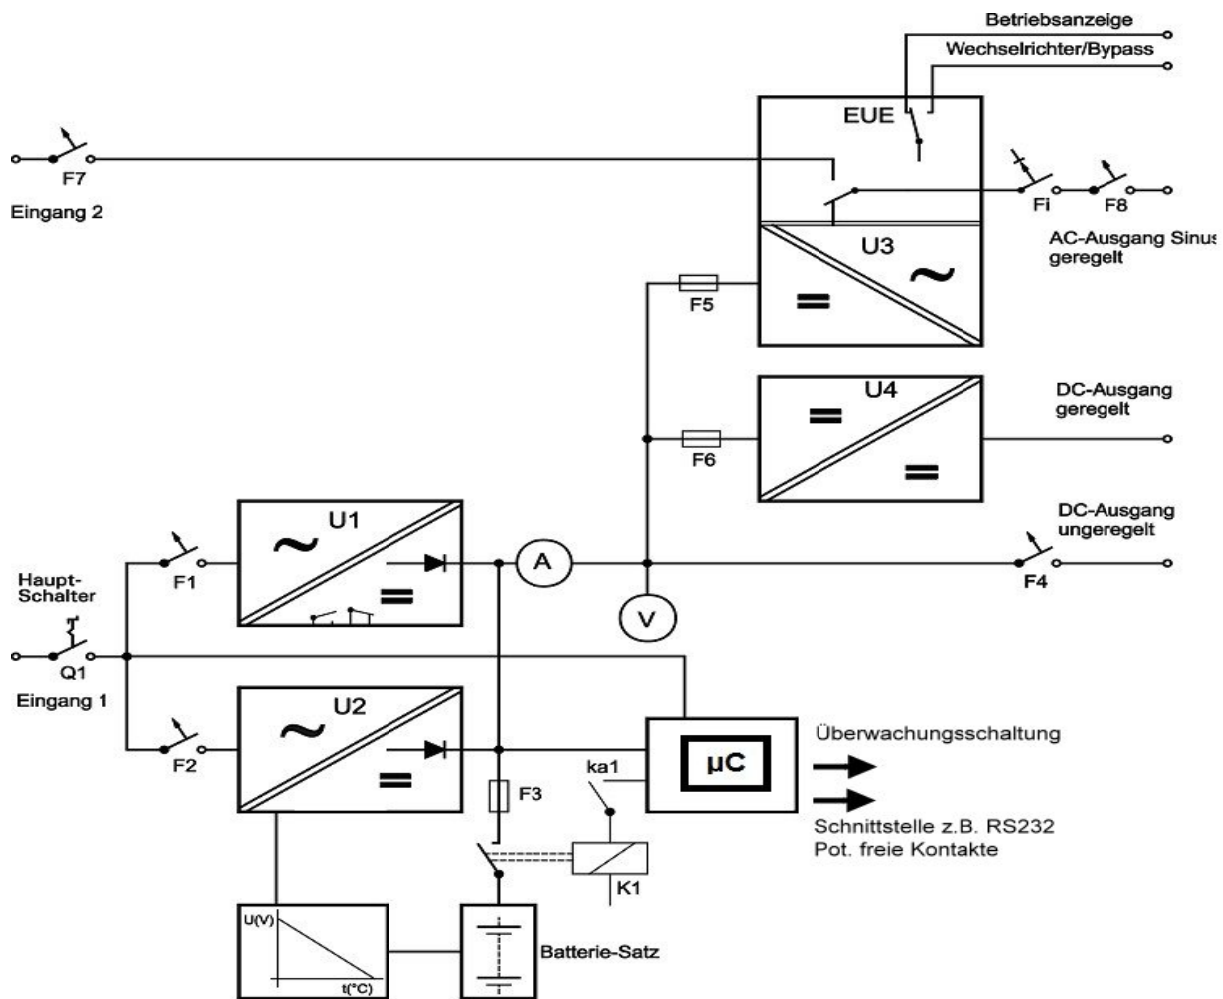 Betriebsanzeige
Wechselrichter/Bypass
EUE
F7
Eingang 2
Fi
F8
AC-Ausgang Sinus
geregelt
U3
~
=
F5
U4
=
=
F6
DC-Ausgang
geregelt
DC-Ausgang
ungeregelt
F4
U1
~
=
A
V
F1
Haupt-
Schalter
Q1
Eingang 1
U2
~
=
F2
F3
ka1
µC
Überwachungsschaltung
Schnittstelle z.B. RS232
Pot. freie Kontakte
K1
U(V)
t(°C)
Batterie-Satz